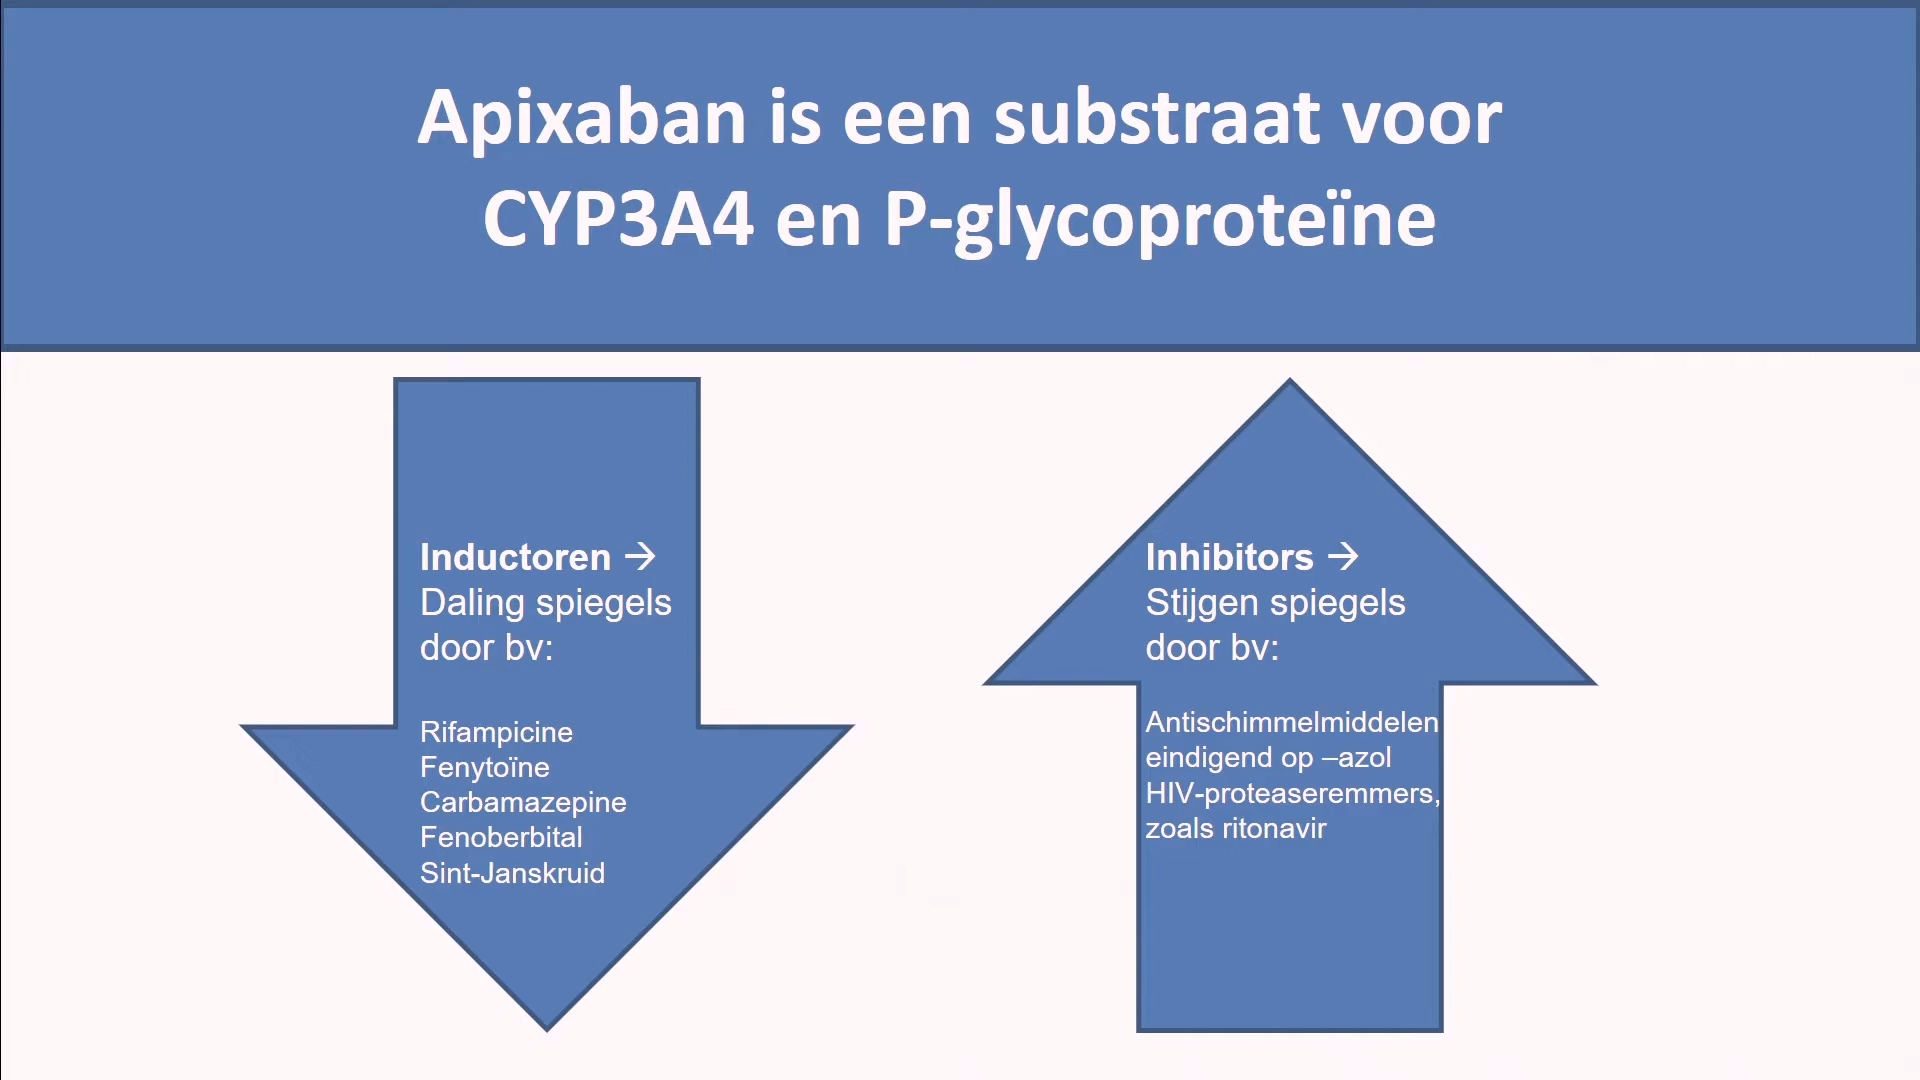 Apixaban is een substraat voor
CYP3A4 en P-glycoproteïne
Inductoren →
Daling spiegels
door bv:
Rifampicine
Fenytoïne
Carbamazepine
Fenoberbital
Sint-Janskruid
Inhibitors →
Stijgen spiegels
door bv:
Antischimmelmiddelen
eindigend op –azol
HIV-proteaseremmers,
zoals ritonavir